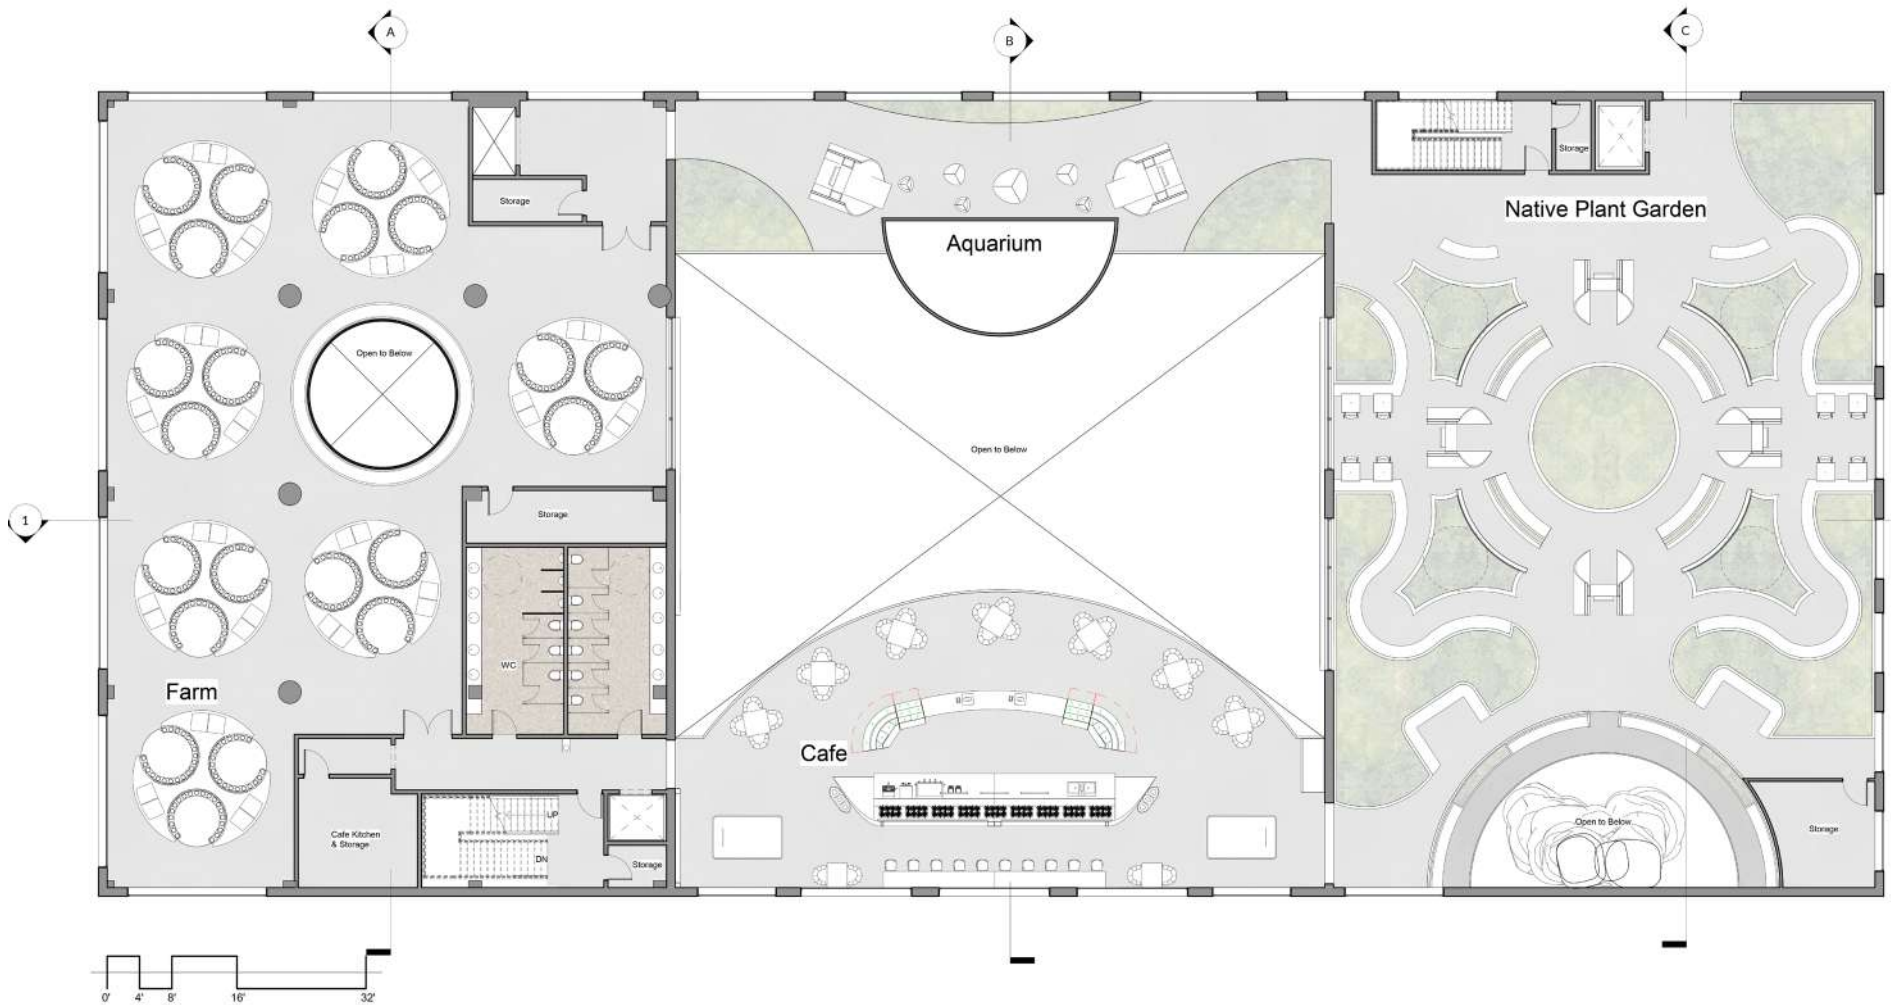 A
B
C
Storage
Storage
Native Plant Garden
Aquarium
Open to Below
Open to Below
Storage
1
WC
Farm
Cafe
UP
Open to Below
Cafe Kitchen
& Storage
Storage
DN
Storage
0' 4' 8' 16' 32'